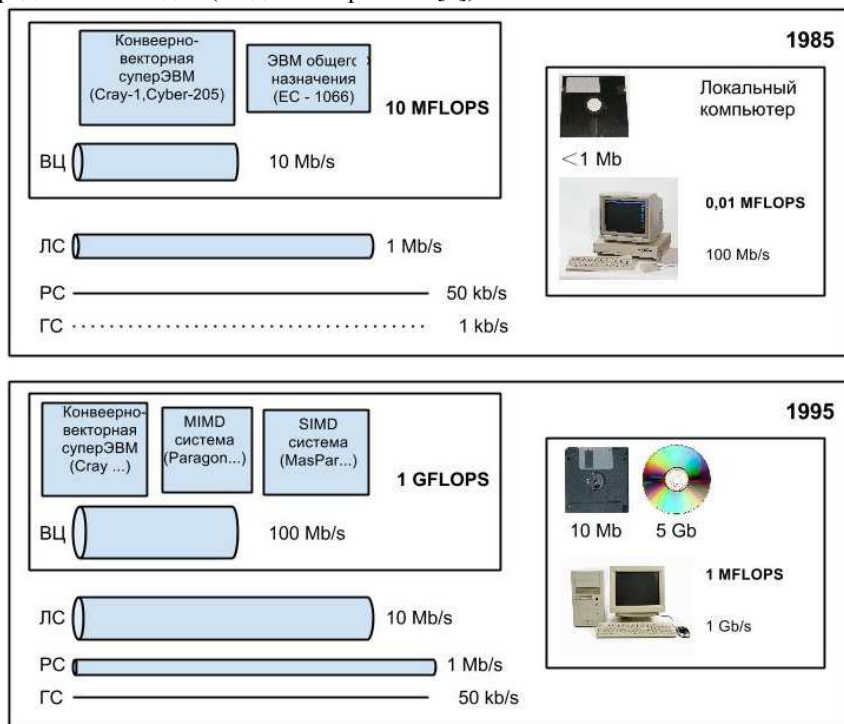 1985
Конвеерно-
векторная
суперЭВМ
(Cray-1,Cyber-205)
ЭВМ общего
назначения
(ЕС - 1066)
10 MFLOPS
ВЦ
10 Mb/s
ЛС
1 Mb/s
РС
50 kb/s
ГС
1 kb/s
Локальный
компьютер
<1 Mb
0,01 MFLOPS
100 Mb/s
1995
Конвеерно-
векторная
суперЭВМ
(Cray ...)
MIMD
система
(Paragon...)
SIMD
система
(MasPar...)
1 GFLOPS
ВЦ
100 Mb/s
ЛС
10 Mb/s
РС
1 Mb/s
ГС
50 kb/s
10 Mb
5 Gb
1 MFLOPS
1 Gb/s